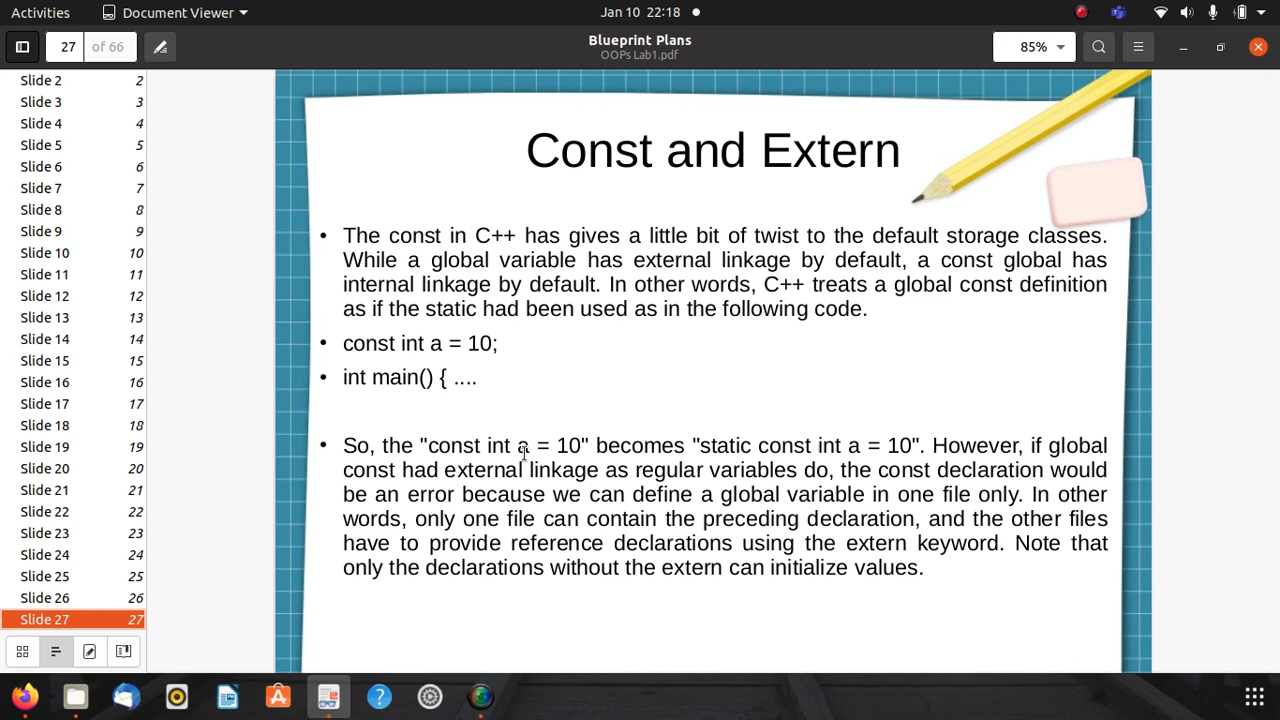 Activities Document Viewer Jan 10 22:18
27 of 66 Blueprint Plans 85%
OOPs Lab1.pdf
Slide 2 2
Slide 3 3
Slide 4 4
Slide 5 5
Slide 6 6
Slide 7 7
Slide 8 8
Slide 9 9
Slide 10 10
Slide 11 11
Slide 12 12
Slide 13 13
Slide 14 14
Slide 15 15
Slide 16 16
Slide 17 17
Slide 18 18
Slide 19 19
Slide 20 20
Slide 21 21
Slide 22 22
Slide 23 23
Slide 24 24
Slide 25 25
Slide 26 26
Slide 27 27
Const and Extern
• The const in C++ has gives a little bit of twist to the default storage classes.
While a global variable has external linkage by default, a const global has
internal linkage by default. In other words, C++ treats a global const definition
as if the static had been used as in the following code.
• const int a = 10;
• int main() { ....
• So, the "const int a = 10" becomes "static const int a = 10". However, if global
const had external linkage as regular variables do, the const declaration would
be an error because we can define a global variable in one file only. In other
words, only one file can contain the preceding declaration, and the other files
have to provide reference declarations using the extern keyword. Note that
only the declarations without the extern can initialize values.